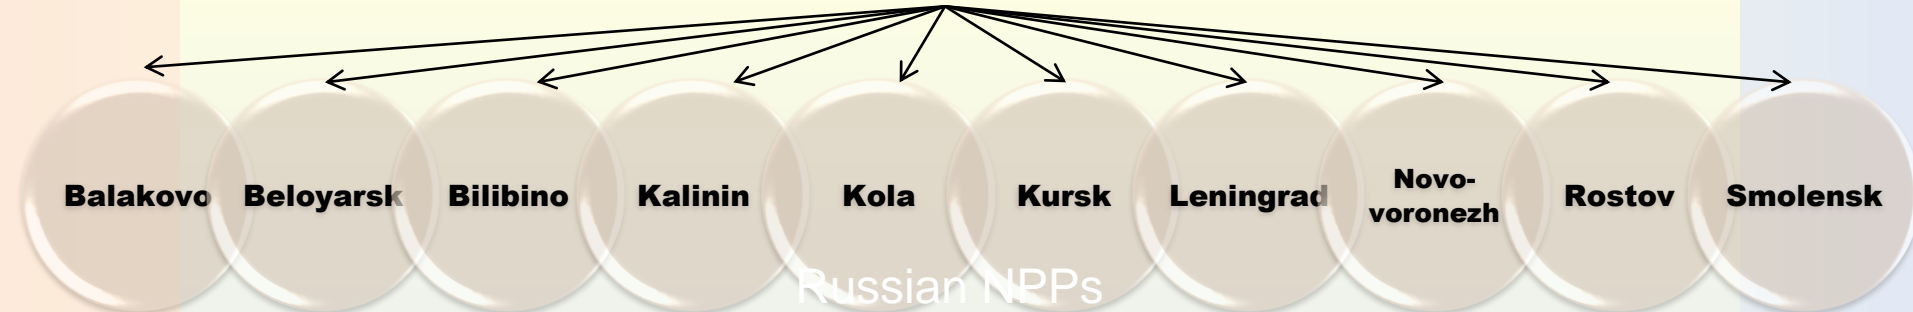 Balakovo
Beloyarsk
Bilibino
Kalinin
Kola
Kursk
Leningrad
Novo-
voronezh
Rostov
Smolensk
Russian NPPs